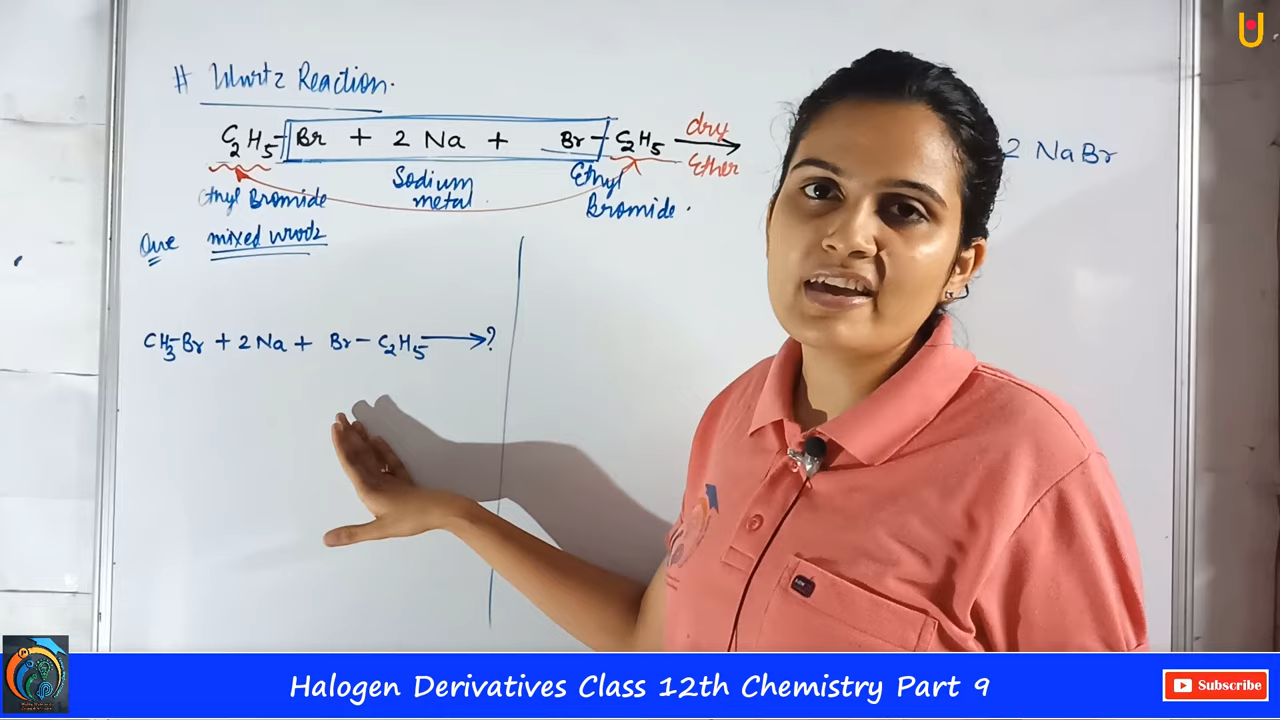 # Wurtz Reaction.
C2H5-Br + 2 Na + Br-C2H5 dry Ether → 2 NaBr
Ethyl Bromide Sodium metal. Ethyl Bromide.
Que mixed wurtz
CH3-Br + 2 Na + Br-C2H5 → ?
Halogen Derivatives Class 12th Chemistry Part 9
Subscribe